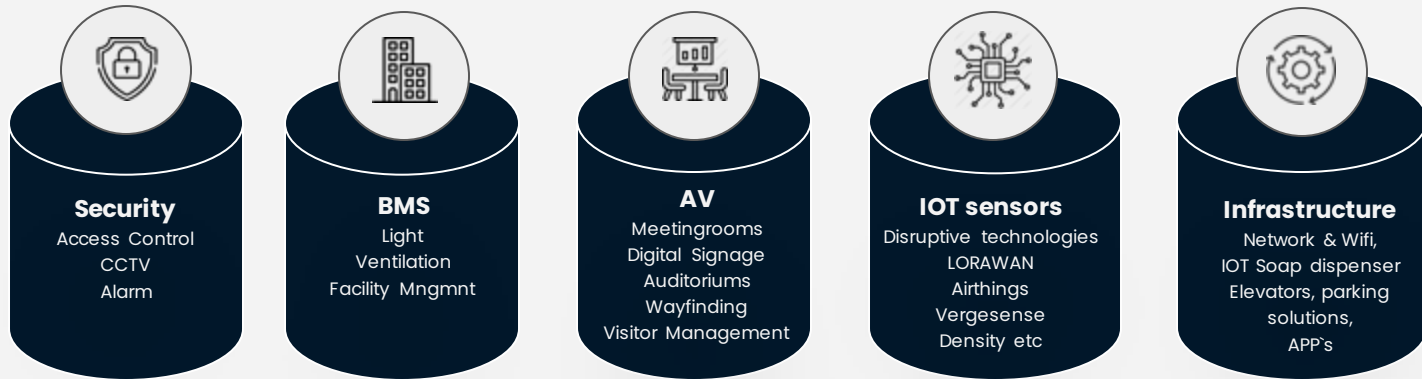 Security
Access Control
CCTV
Alarm
BMS
Light
Ventilation
Facility Mngmnt
AV
Meetingrooms
Digital Signage
Auditoriums
Wayfinding
Visitor Management
IOT sensors
Disruptive technologies
LORAWAN
Airthings
Vergesense
Density etc
Infrastructure
Network & Wifi,
IOT Soap dispenser
Elevators, parking
solutions,
APP`s